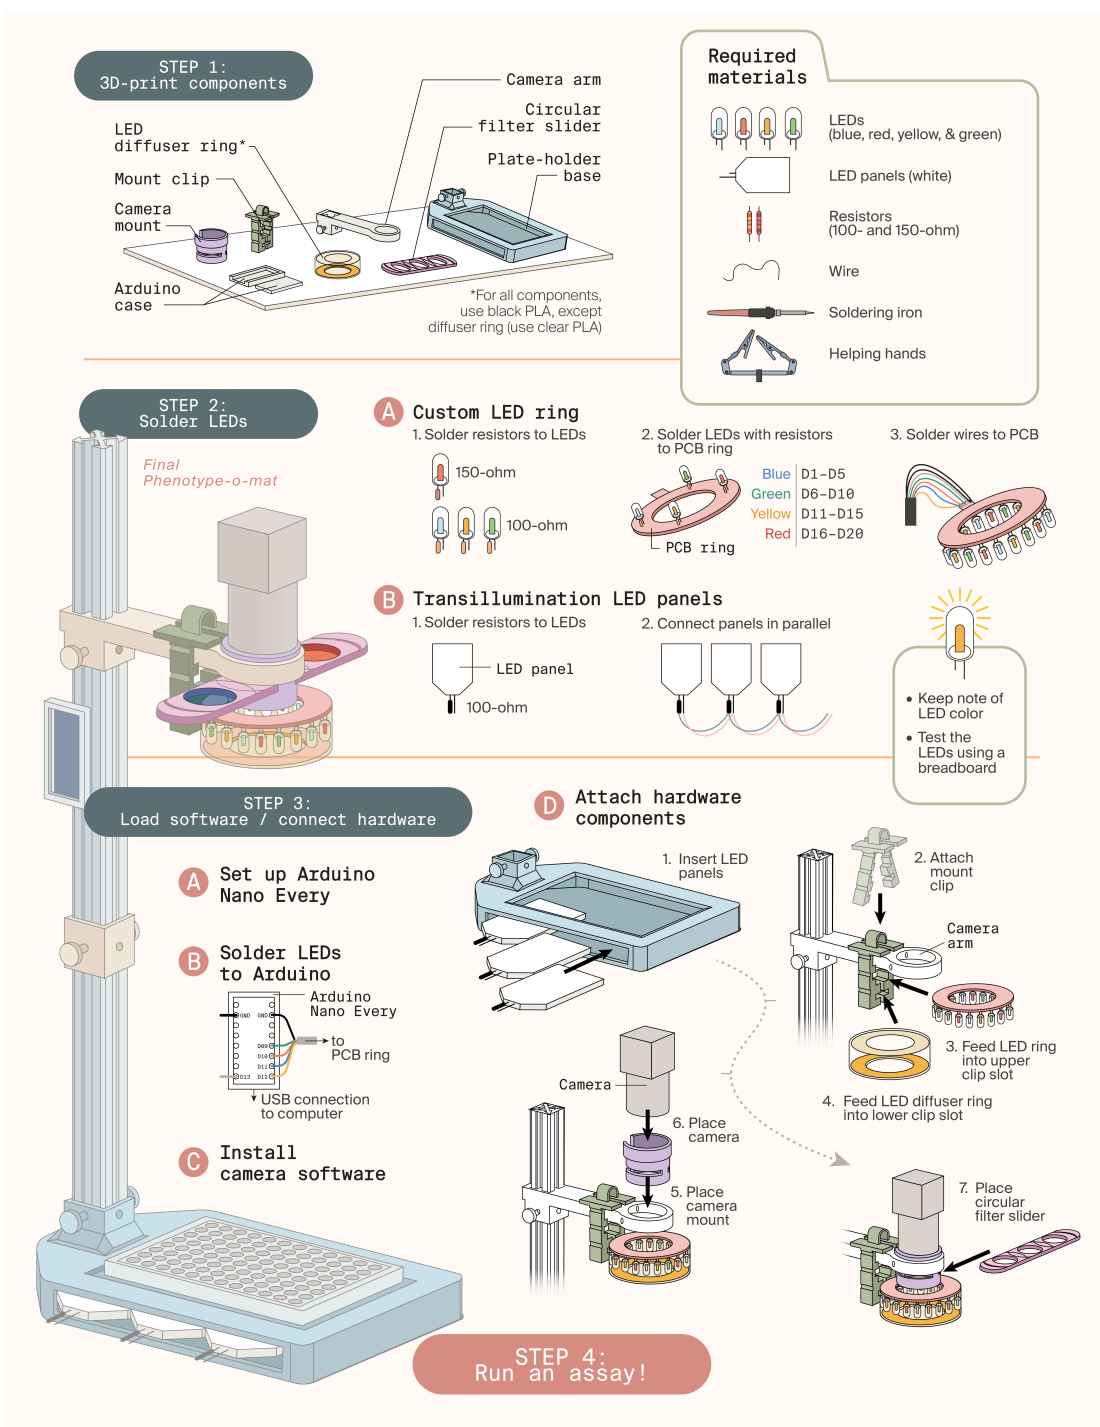 STEP 1:
3D-print components
Camera arm
Circular
filter slider
Plate-holder
base
LED
diffuser ring*
Mount clip
Camera
mount
Arduino
case
*For all components,
use black PLA, except
diffuser ring (use clear PLA)
Required
materials
LEDs
(blue, red, yellow, & green)
LED panels (white)
Resistors
(100- and 150-ohm)
Wire
Soldering iron
Helping hands
STEP 2:
Solder LEDs
Final
Phenotype-o-mat
A Custom LED ring
1. Solder resistors to LEDs
150-ohm
100-ohm
2. Solder LEDs with resistors
to PCB ring
Blue D1-D5
Green D6-D10
Yellow D11-D15
Red D16-D20
PCB ring
3. Solder wires to PCB
B Transillumination LED panels
1. Solder resistors to LEDs
LED panel
100-ohm
2. Connect panels in parallel
• Keep note of
LED color
• Test the
LEDs using a
breadboard
STEP 3:
Load software / connect hardware
A Set up Arduino
Nano Every
B Solder LEDs
to Arduino
Arduino
Nano Every
GND GND
D09
D10
D11
D13 D12
to
PCB ring
USB connection
to computer
C Install
camera software
D Attach hardware
components
1. Insert LED
panels
2. Attach
mount
clip
Camera
arm
3. Feed LED ring
into upper
clip slot
4. Feed LED diffuser ring
into lower clip slot
Camera
6. Place
camera
5. Place
camera
mount
7. Place
circular
filter slider
STEP 4:
Run an assay!